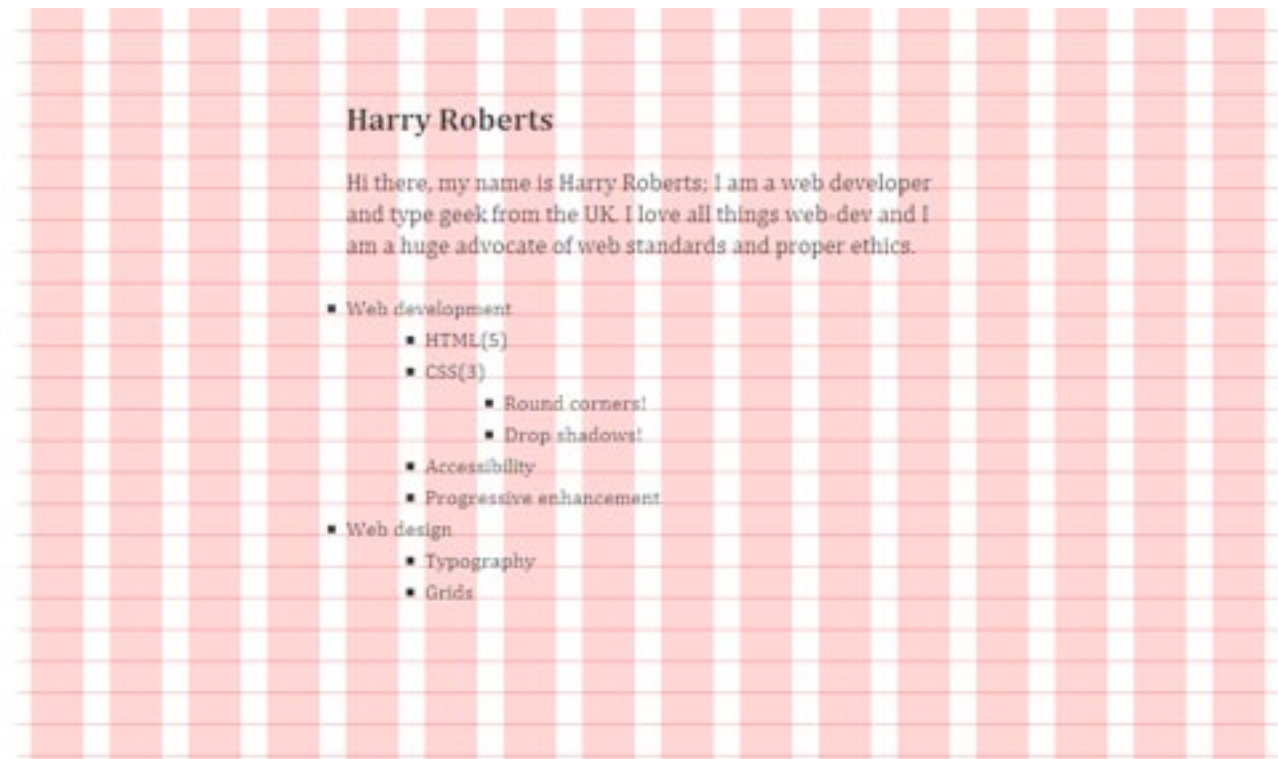 Harry Roberts
Hi there, my name is Harry Roberts; I am a web developer
and type geek from the UK. I love all things web-dev and I
am a huge advocate of web standards and proper ethics.
Web development
HTML(5)
CSS(3)
Round corners!
Drop shadows!
Accessibility
Progressive enhancement
Web design
Typography
Grids